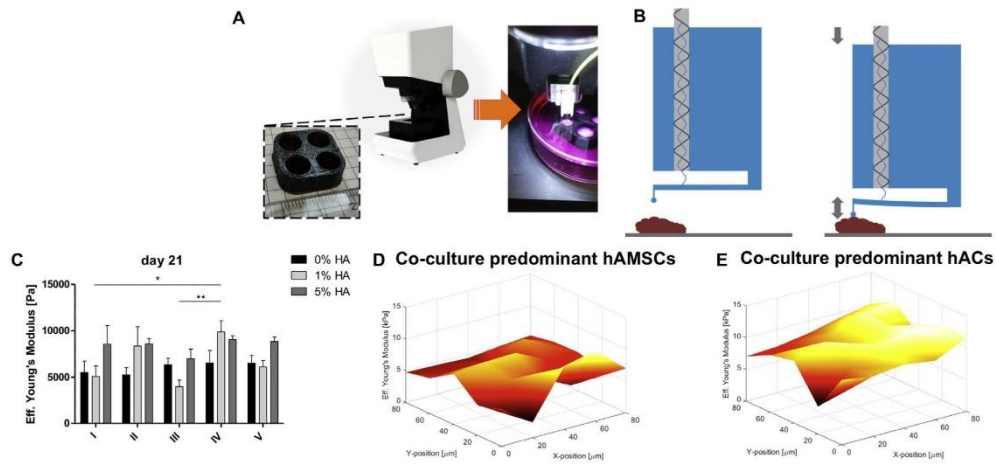 A
B
C
day 21
0% HA
1% HA
5% HA
Eff. Young's Modulus [Pa]
15000
10000
5000
0
*
**
I
II
III
IV
V
D Co-culture predominant hAMSCs
Eff. Young's Modulus [kPa]
15
10
5
0
80
60
40
20
0
Y-position [μm]
0
20
40
60
80
X-position [μm]
E Co-culture predominant hACs
Eff. Young's Modulus [kPa]
15
10
5
0
80
60
40
20
0
Y-position [μm]
0
20
40
60
80
X-position [μm]